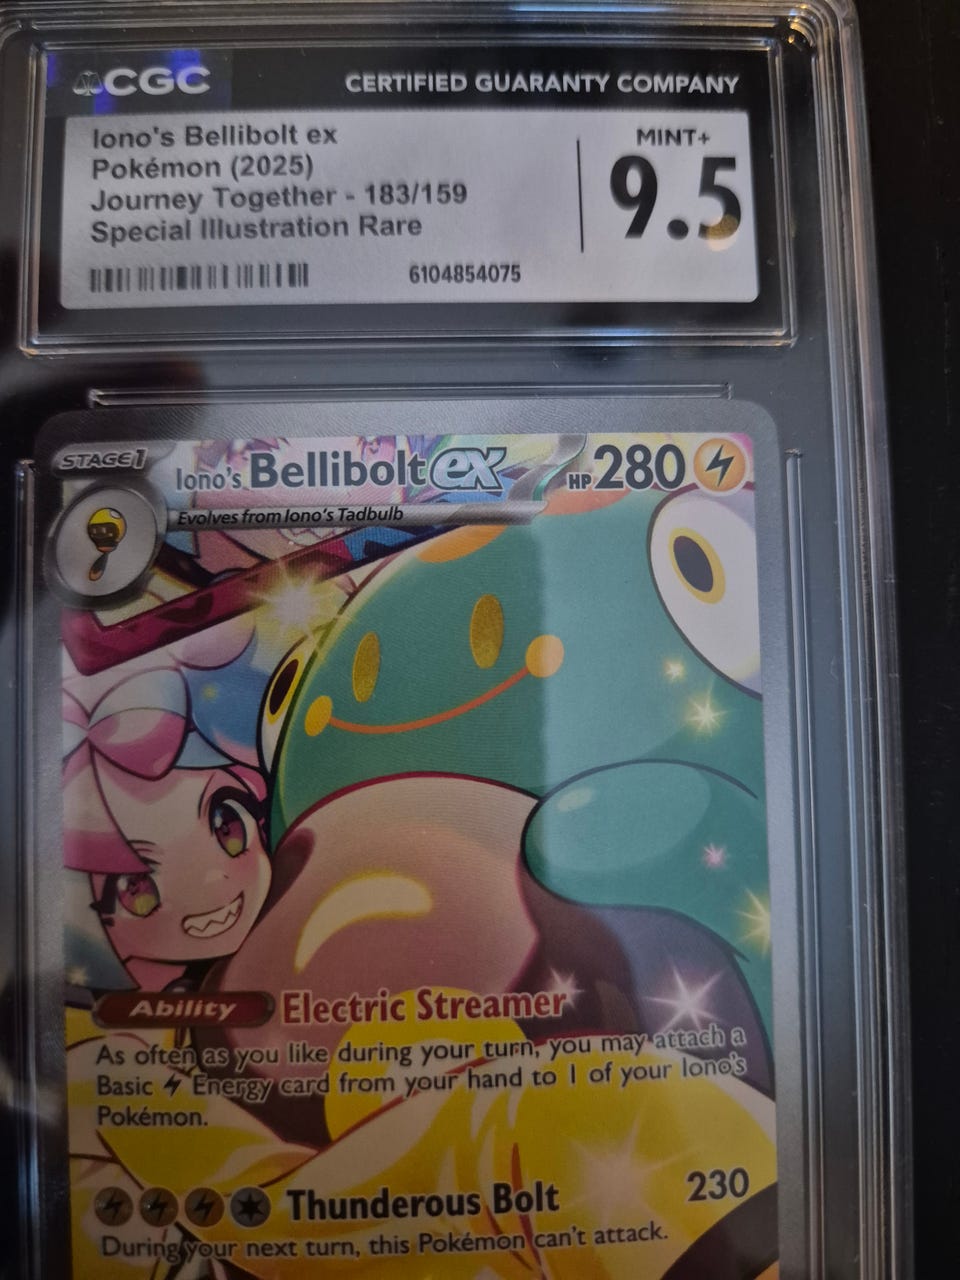 CGC CERTIFIED GUARANTY COMPANY
Iono's Bellibolt ex
Pokémon (2025)
Journey Together - 183/159
Special Illustration Rare
MINT+
9.5
6104854075
STAGE 1
Iono's Bellibolt ex HP 280
Evolves from Iono's Tadbulb
Ability Electric Streamer
As often as you like during your turn, you may attach a
Basic Energy card from your hand to 1 of your Iono's
Pokémon.
Thunderous Bolt 230
During your next turn, this Pokémon can't attack.